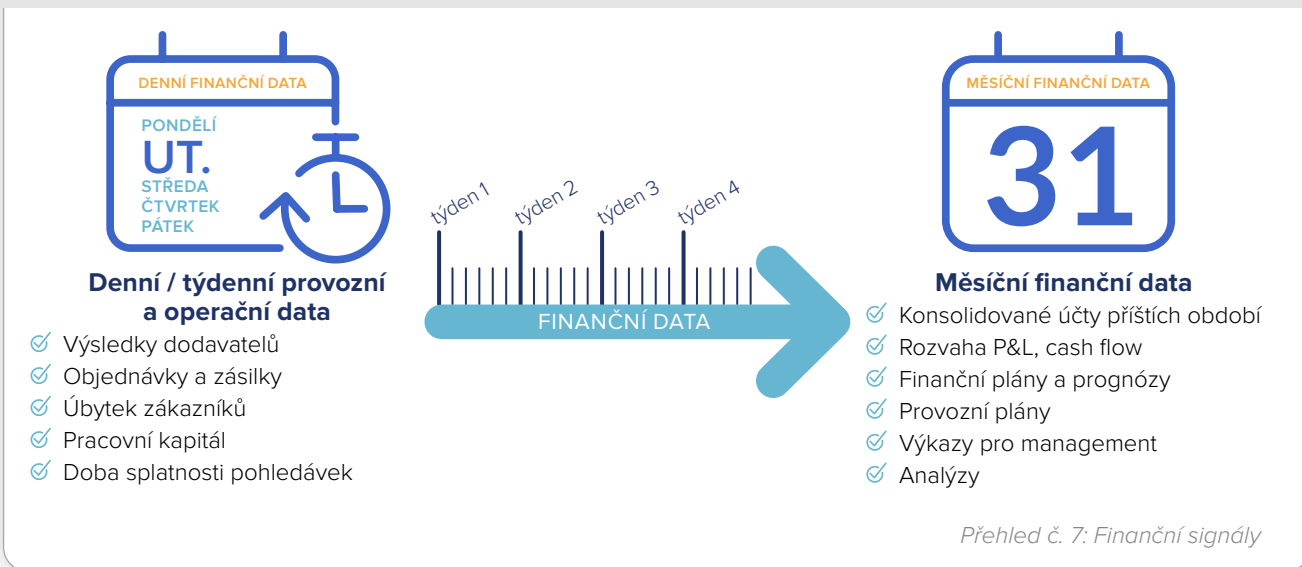 DENNÍ FINANČNÍ DATA
PONDĚLÍ
UT.
STŘEDA
ČTVRTEK
PÁTEK
Denní / týdenní provozní
a operační data
Výsledky dodavatelů
Objednávky a zásilky
Úbytek zákazníků
Pracovní kapitál
Doba splatnosti pohledávek
týden 1
týden 2
týden 3
týden 4
FINANČNÍ DATA
MĚSÍČNÍ FINANČNÍ DATA
31
Měsíční finanční data
Konsolidované účty příštích období
Rozvaha P&L, cash flow
Finanční plány a prognózy
Provozní plány
Výkazy pro management
Analýzy
Přehled č. 7: Finanční signály